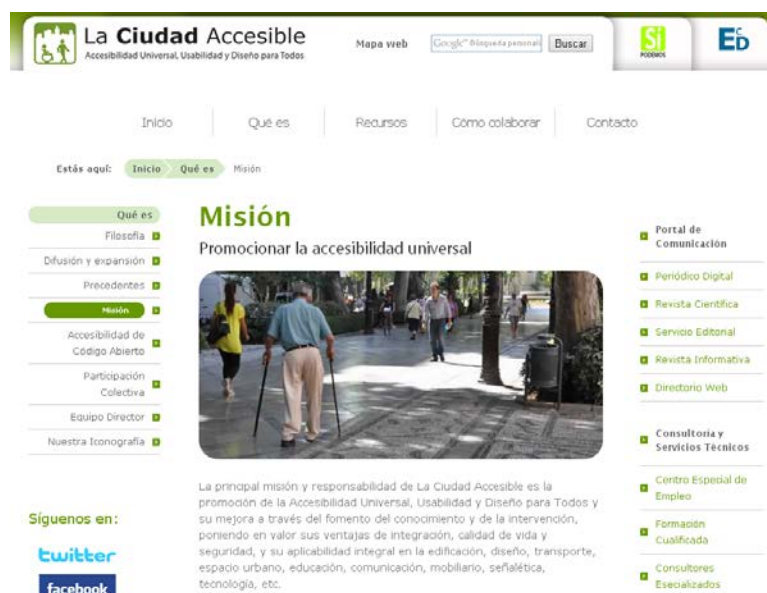 La Ciudad Accesible
Accesibilidad Universal, Usabilidad y Diseño para Todos
Mapa web
Google™ Búsqueda personali
Buscar
Sí
PODEMOS
EcD
Inicio
Qué es
Recursos
Cómo colaborar
Contacto
Estás aquí:
Inicio
Qué es
Misión
Qué es
Filosofía
Difusión y expansión
Precedentes
Misión
Accesibilidad de
Código Abierto
Participación
Colectiva
Equipo Director
Nuestra Iconografía
Síguenos en:
twitter
facebook
Misión
Promocionar la accesibilidad universal
La principal misión y responsabilidad de La Ciudad Accesible es la
promoción de la Accesibilidad Universal, Usabilidad y Diseño para Todos y
su mejora a través del fomento del conocimiento y de la intervención,
poniendo en valor sus ventajas de integración, calidad de vida y
seguridad, y su aplicabilidad integral en la edificación, diseño, transporte,
espacio urbano, educación, comunicación, mobiliario, señalética,
tecnología, etc.
Portal de
Comunicación
Periódico Digital
Revista Científica
Servicio Editorial
Revista Informativa
Directorio Web
Consultoría y
Servicios Técnicos
Centro Especial de
Empleo
Formación
Cualificada
Consultores
Esecializados